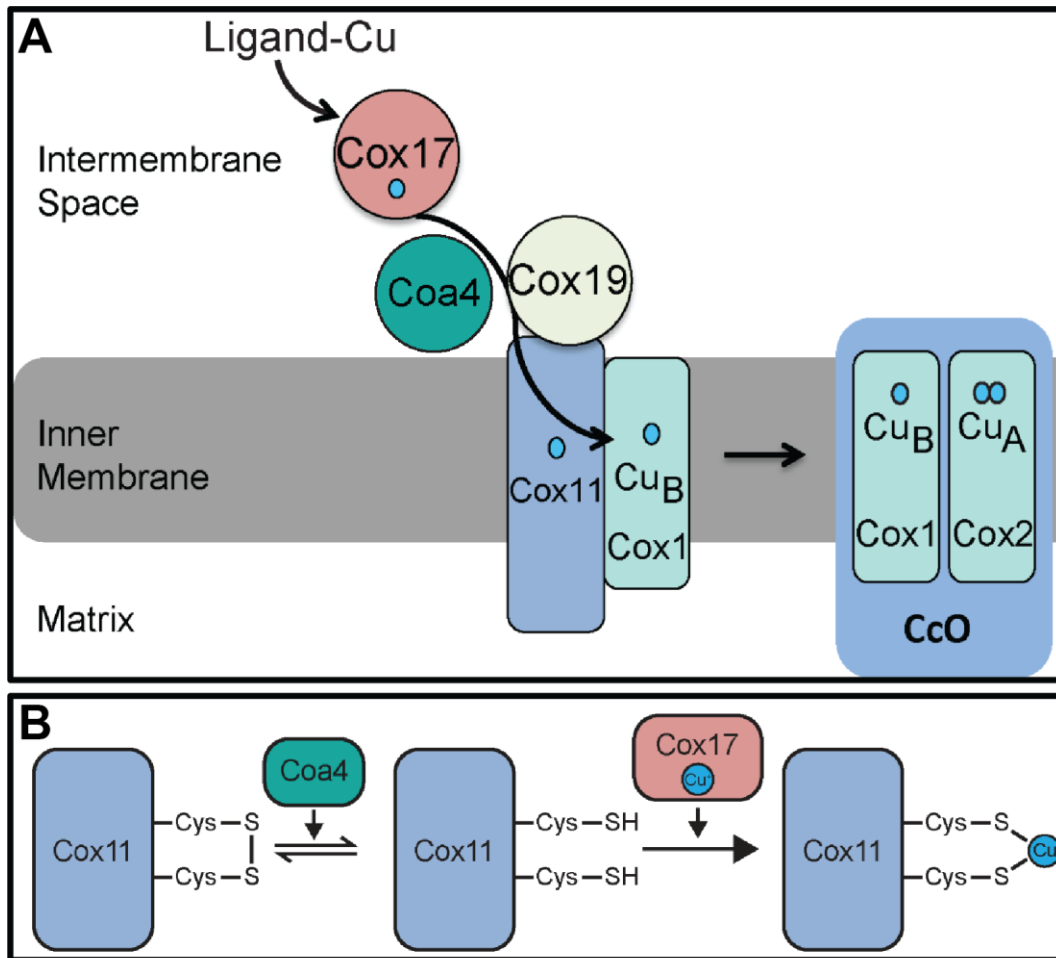 A
Ligand-Cu
Cox17
Intermembrane
Space
Coa4
Cox19
Inner
Membrane
Cox11
CuB
Cox1
CuB
CuA
Cox1
Cox2
Matrix
CcO
B
Cox11
Cys
S
Cys
S
Coa4
Cox11
Cys
SH
Cys
SH
Cox17
Cu+
Cox11
Cys
S
Cys
S
Cu